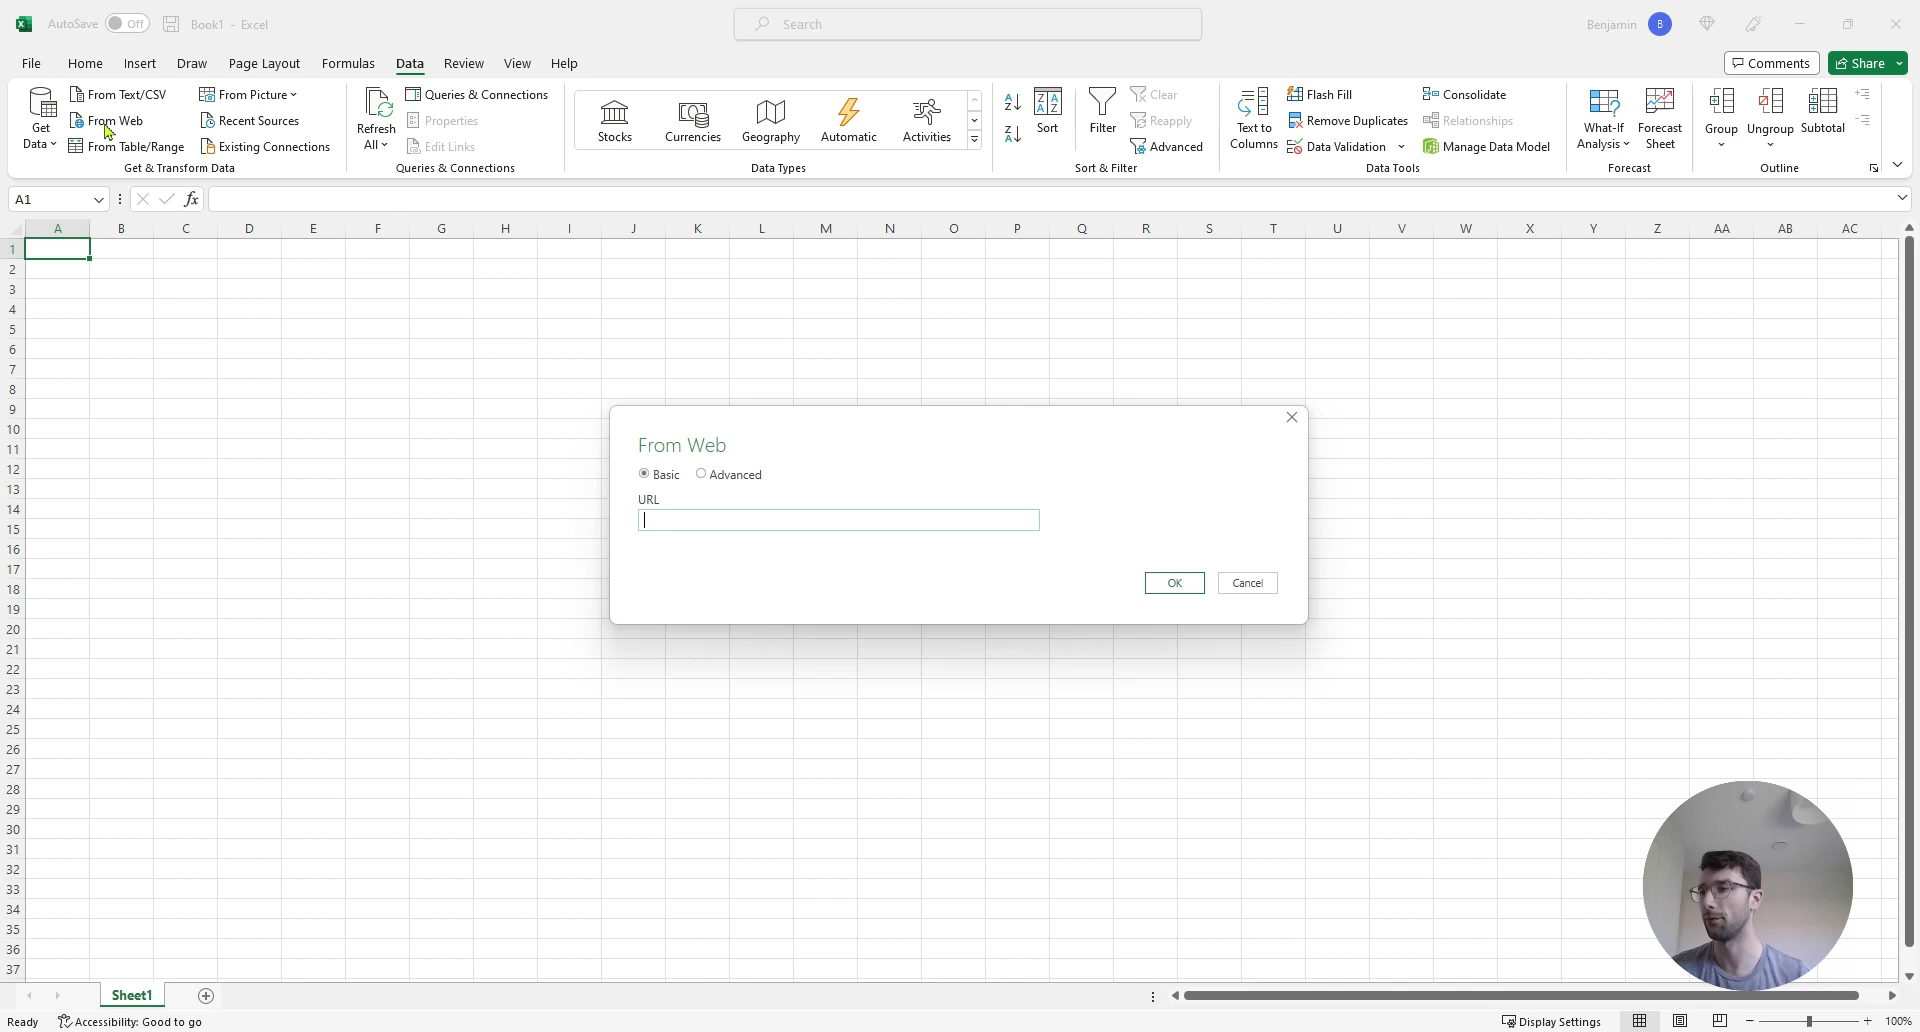 AutoSave Off Book1 - Excel Search Benjamin B
File Home Insert Draw Page Layout Formulas Data Review View Help Comments Share
Get Data
From Text/CSV
From Web
From Table/Range
From Picture
Recent Sources
Existing Connections
Get & Transform Data
Refresh All
Queries & Connections
Properties
Edit Links
Queries & Connections
Stocks Currencies Geography Automatic Activities
Data Types
Sort
Filter
Clear
Reapply
Advanced
Sort & Filter
Text to Columns
Flash Fill
Remove Duplicates
Data Validation
Consolidate
Relationships
Manage Data Model
Data Tools
What-If Analysis
Forecast Sheet
Forecast
Group Ungroup Subtotal
Outline
A1 fx
A B C D E F G H I J K L M N O P Q R S T U V W X Y Z AA AB AC
1
2
3
4
5
6
7
8
9
10
11
12
13
14
15
16
17
18
19
20
21
22
23
24
25
26
27
28
29
30
31
32
33
34
35
36
37
From Web
Basic Advanced
URL
OK Cancel
Sheet1
Ready Accessibility: Good to go Display Settings 100%